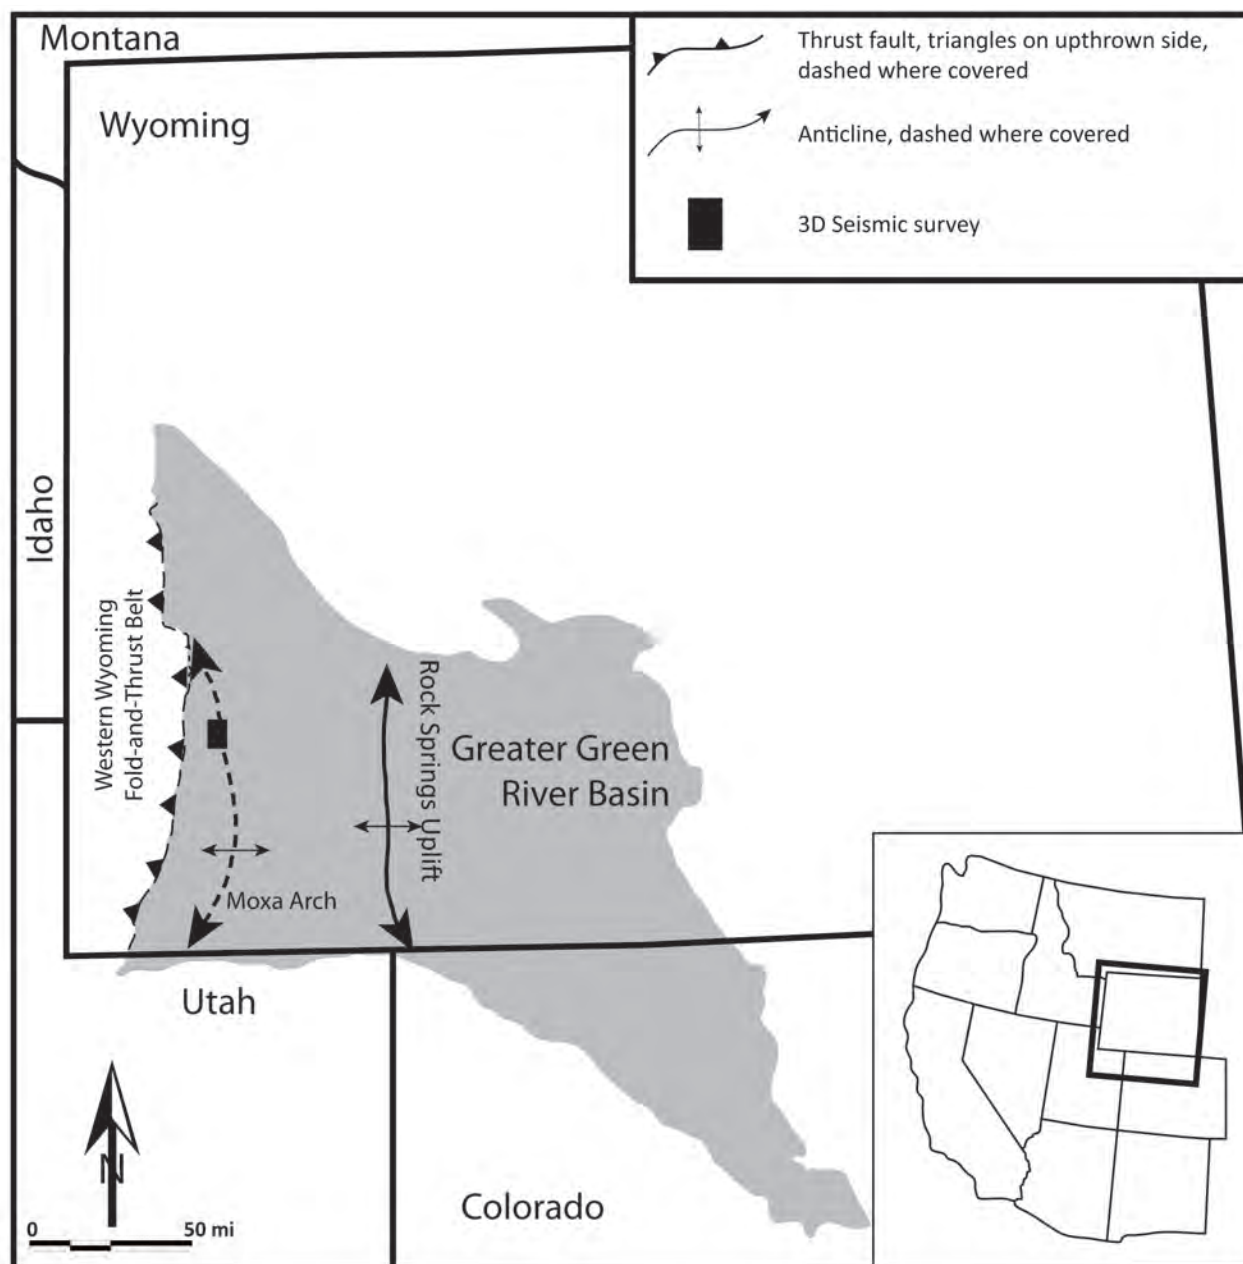 Montana
Thrust fault, triangles on upthrown side,
dashed where covered
Wyoming
Anticline, dashed where covered
3D Seismic survey
Idaho
Western Wyoming
Fold-and-Thrust Belt
Rock Springs Uplift
Greater Green
River Basin
Moxa Arch
Utah
N
Colorado
0 50 mi